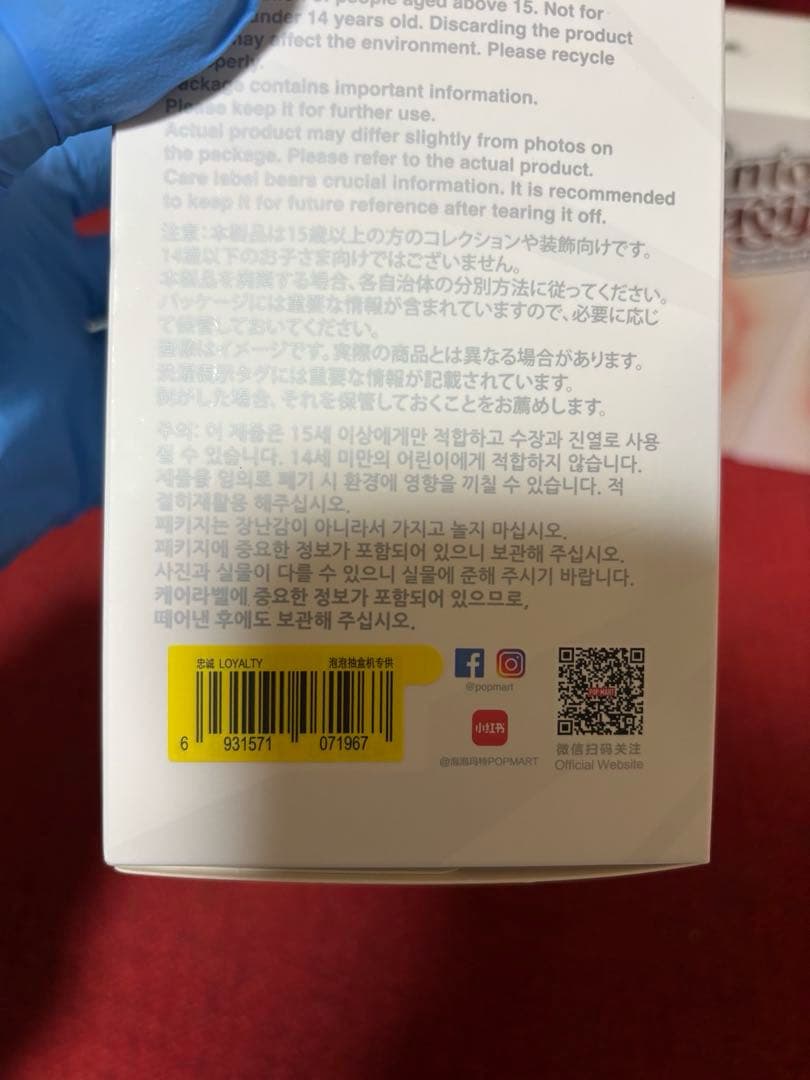 people aged above 15. Not for
under 14 years old. Discarding the product
may affect the environment. Please recycle
Package contains important information.
Please keep it for further use.
Actual product may differ slightly from photos on
the package. Please refer to the actual product.
Care label bears crucial information. It is recommended
to keep it for future reference after tearing it off.
注意：本製品は15歳以上の方のコレクションや装飾向けです。
14歳以下のお子さま向けではございません。
本製品を廃棄する場合、各自治体の分別方法に従ってください。
パッケージには重要な情報が含まれていますので、必要に応じ
て保管しておいてください。
画像はイメージです。実際の商品とは異なる場合があります。
洗濯表示タグには重要な情報が記載されています。
剥がした場合、それを保管しておくことをお薦めします。
주의: 이 제품은 15세 이상에게만 적합하고 수장과 진열로 사용
될 수 있습니다. 14세 미만의 어린이에게 적합하지 않습니다.
제품을 임의로 폐기 시 환경에 영향을 끼칠 수 있습니다. 적
절히재활용 해주십시오.
패키지는 장난감이 아니라서 가지고 놀지 마십시오.
패키지에 중요한 정보가 포함되어 있으니 보관해 주십시오.
사진과 실물이 다를 수 있으니 실물에 준해 주시기 바랍니다.
케어라벨에 중요한 정보가 포함되어 있으므로,
떼어낸 후에도 보관해 주십시오.
忠诚 LOYALTY 泡泡抽盒机专供
6 931571 071967
@popmart
小红书
@泡泡玛特POPMART
POP MART
微信扫码关注
Official Website